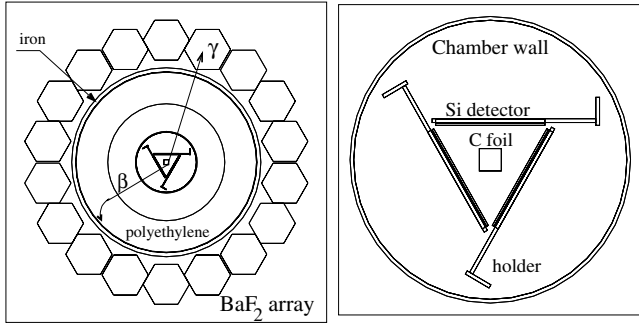 iron
γ
β
polyethylene
BaF2 array
Chamber wall
Si detector
C foil
holder